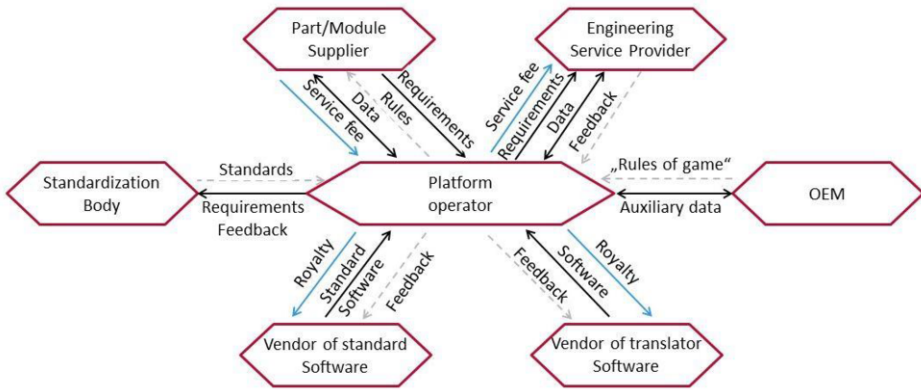 Part/Module
Supplier
Engineering
Service Provider
Service fee
Data
Rules
Requirements
Service fee
Requirements
Data
Feedback
Standardization
Body
Standards
Requirements
Feedback
Platform
operator
„Rules of game“
Auxiliary data
OEM
Royalty
Standard
Software
Feedback
Feedback
Software
Royalty
Vendor of standard
Software
Vendor of translator
Software